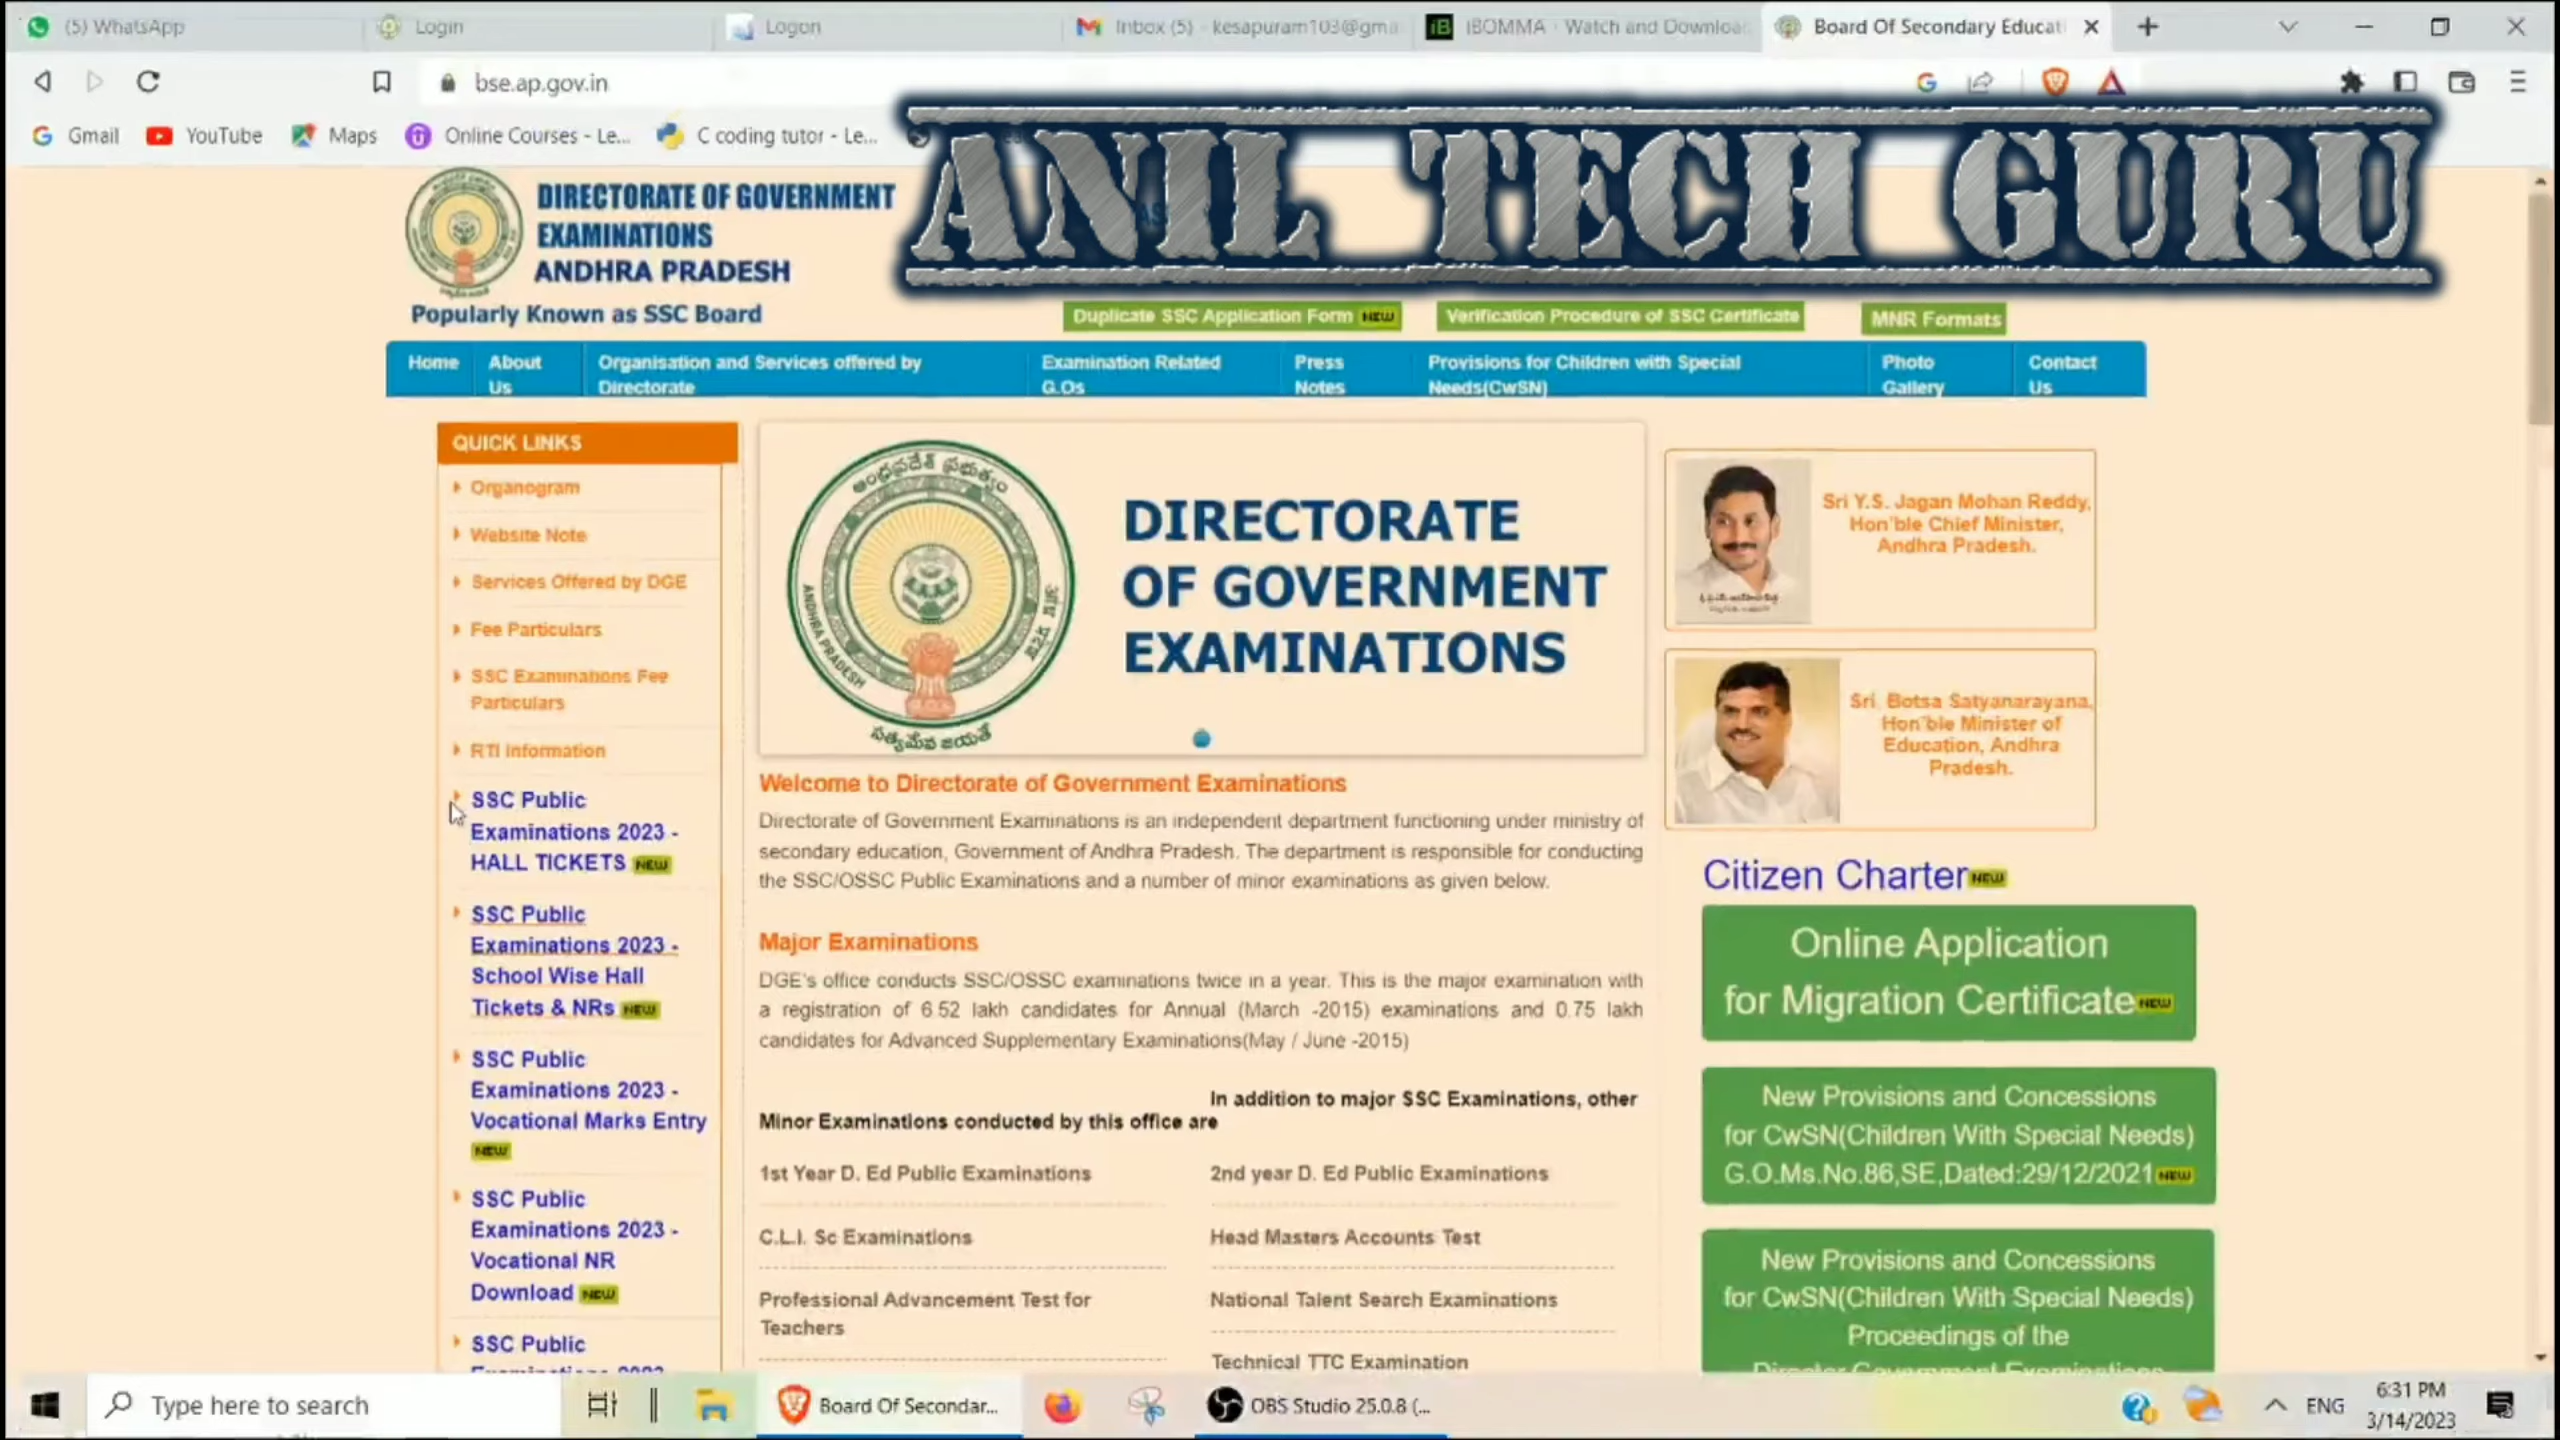 (5) WhatsApp
Login
Logon
Inbox (5) - kesapuram103@gma
iBOMMA - Watch and Download
Board Of Secondary Educati
bse.ap.gov.in
Gmail
YouTube
Maps
Online Courses - Le...
C coding tutor - Le...
ANIL TECH GURU
DIRECTORATE OF GOVERNMENT
EXAMINATIONS
ANDHRA PRADESH
Popularly Known as SSC Board
Duplicate SSC Application Form NEW
Verification Procedure of SSC Certificate
MNR Formats
Home
About
Us
Organisation and Services offered by
Directorate
Examination Related
G.Os
Press
Notes
Provisions for Children with Special
Needs(CwSN)
Photo
Gallery
Contact
Us
QUICK LINKS
Organogram
Website Note
Services Offered by DGE
Fee Particulars
SSC Examinations Fee
Particulars
RTI Information
SSC Public
Examinations 2023 -
HALL TICKETS NEW
SSC Public
Examinations 2023 -
School Wise Hall
Tickets & NRs NEW
SSC Public
Examinations 2023 -
Vocational Marks Entry
NEW
SSC Public
Examinations 2023 -
Vocational NR
Download NEW
SSC Public
ఆంధ్రప్రదేశ్ ప్రభుత్వం
ANDHRA PRADESH
సత్యమేవ జయతే
DIRECTORATE
OF GOVERNMENT
EXAMINATIONS
Welcome to Directorate of Government Examinations
Directorate of Government Examinations is an independent department functioning under ministry of
secondary education, Government of Andhra Pradesh. The department is responsible for conducting
the SSC/OSSC Public Examinations and a number of minor examinations as given below.
Major Examinations
DGE's office conducts SSC/OSSC examinations twice in a year. This is the major examination with
a registration of 6.52 lakh candidates for Annual (March -2015) examinations and 0.75 lakh
candidates for Advanced Supplementary Examinations(May / June -2015)
In addition to major SSC Examinations, other
Minor Examinations conducted by this office are
1st Year D. Ed Public Examinations
2nd year D. Ed Public Examinations
C.L.I. Sc Examinations
Head Masters Accounts Test
Professional Advancement Test for
Teachers
National Talent Search Examinations
Technical TTC Examination
Sri Y.S. Jagan Mohan Reddy,
Hon'ble Chief Minister,
Andhra Pradesh.
Sri. Botsa Satyanarayana,
Hon'ble Minister of
Education, Andhra
Pradesh.
Citizen Charter NEW
Online Application
for Migration Certificate NEW
New Provisions and Concessions
for CwSN(Children With Special Needs)
G.O.Ms.No.86,SE,Dated:29/12/2021 NEW
New Provisions and Concessions
for CwSN(Children With Special Needs)
Proceedings of the
Director Government Examinations
Type here to search
Board Of Secondar...
OBS Studio 25.0.8 (...
ENG
6:31 PM
3/14/2023